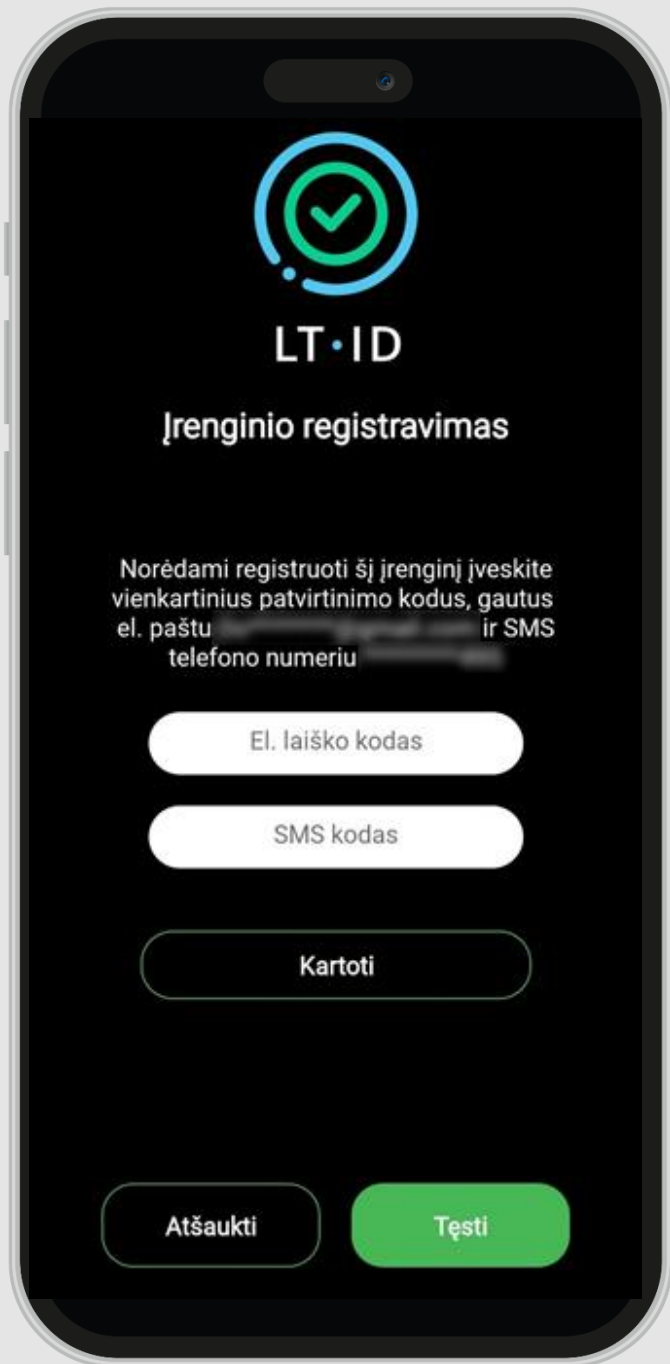 LT·ID
Įrenginio registravimas
Norėdami registruoti šį įrenginį įveskite
vienkartinius patvirtinimo kodus, gautus
el. paštu ir SMS
telefono numeriu
El. laiško kodas
SMS kodas
Kartoti
Atšaukti
Tęsti